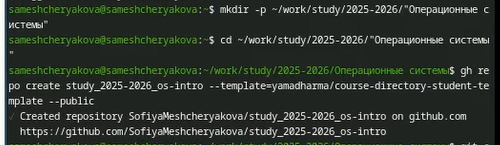 sameshcheryakova@sameshcheryakova:~$ mkdir -p ~/work/study/2025-2026/"Операционные с
истемы"
sameshcheryakova@sameshcheryakova:~$ cd ~/work/study/2025-2026/"Операционные системы
"
sameshcheryakova@sameshcheryakova:~/work/study/2025-2026/Операционные системы$ gh re
po create study_2025-2026_os-intro --template=yamadharma/course-directory-student-te
mplate --public
✓ Created repository SofiyaMeshcheryakova/study_2025-2026_os-intro on github.com
https://github.com/SofiyaMeshcheryakova/study_2025-2026_os-intro